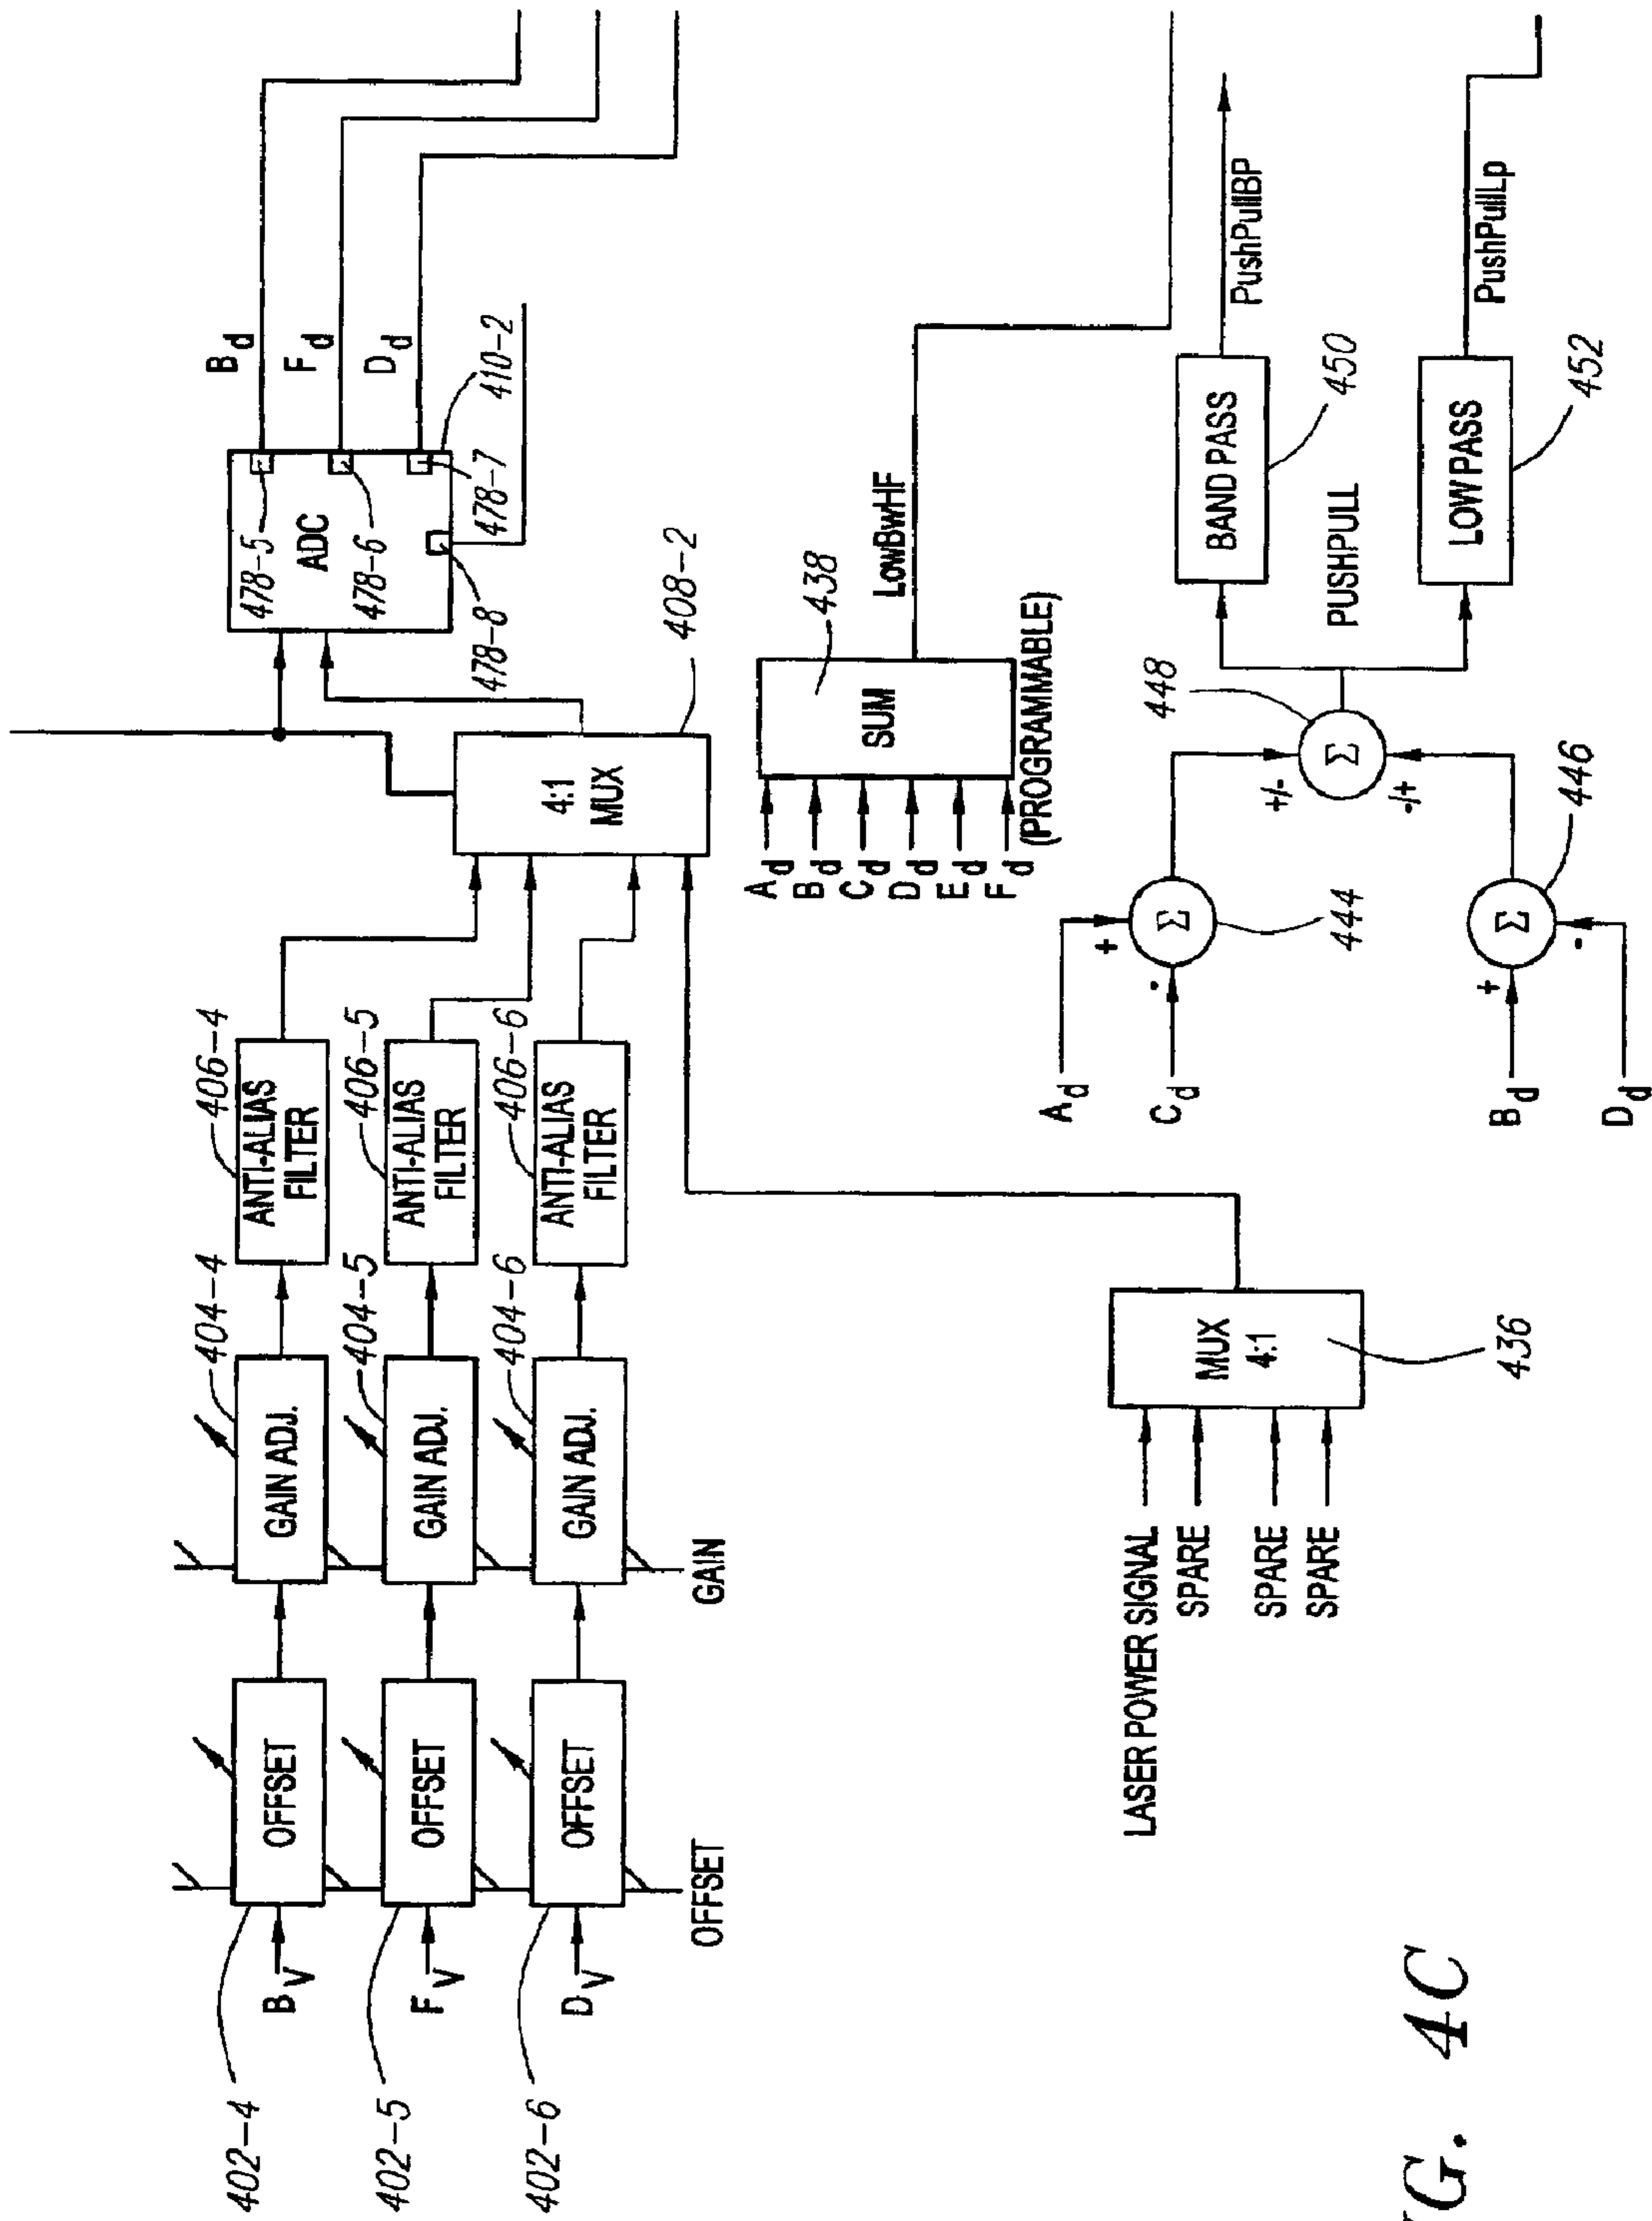 402-4
B_V
OFFSET
GAIN ADJ.
404-4
ANTI-ALIAS
FILTER
406-4
402-5
F_V
OFFSET
GAIN ADJ.
404-5
ANTI-ALIAS
FILTER
406-5
402-6
D_V
OFFSET
GAIN ADJ.
404-6
ANTI-ALIAS
FILTER
406-6
OFFSET
GAIN
4:1
MUX
408-2
478-5
ADC
478-6
478-8
478-7
410-2
B_d
F_d
D_d
A_d
B_d
C_d
D_d
E_d
F_d
(PROGRAMMABLE)
SUM
438
LowBwHF
LASER POWER SIGNAL
SPARE
SPARE
SPARE
MUX
4:1
436
A_d
+
C_d
-
Σ
444
B_d
+
D_d
-
Σ
446
+/-
-/+
Σ
448
PUSHPULL
BAND PASS
450
PushPullBP
LOW PASS
452
PushPullLp
G. 4C